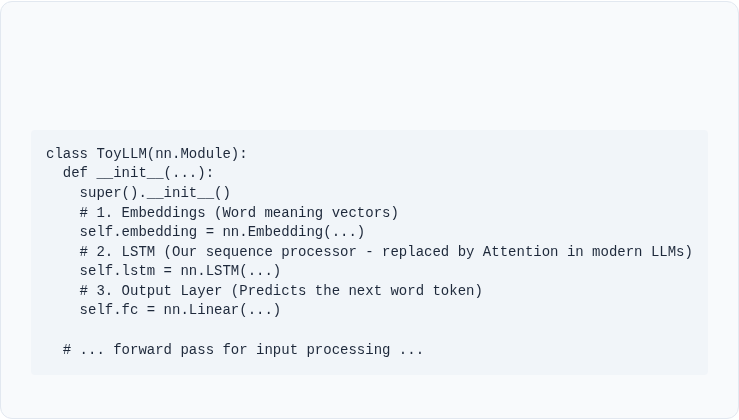 class ToyLLM(nn.Module):
  def __init__(...):
    super().__init__()
    # 1. Embeddings (Word meaning vectors)
    self.embedding = nn.Embedding(...)
    # 2. LSTM (Our sequence processor - replaced by Attention in modern LLMs)
    self.lstm = nn.LSTM(...)
    # 3. Output Layer (Predicts the next word token)
    self.fc = nn.Linear(...)

  # ... forward pass for input processing ...